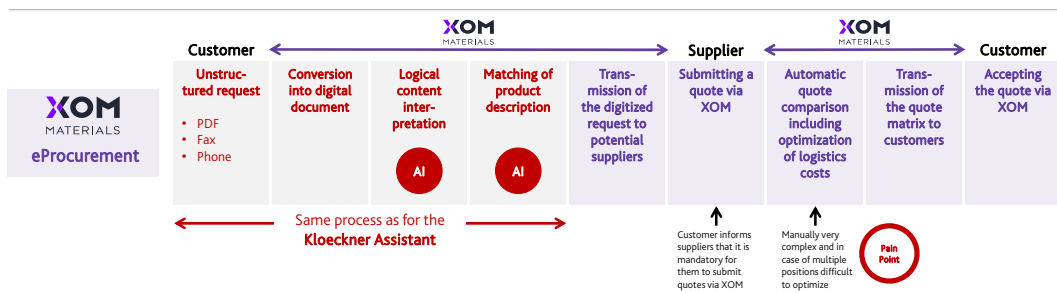 XOM
MATERIALS
XOM
MATERIALS
Customer
Supplier
Customer
XOM
MATERIALS
eProcurement
Unstruc-
tured request
• PDF
• Fax
• Phone
Conversion
into digital
document
Logical
content
inter-
pretation
AI
Matching of
product
description
AI
Trans-
mission of
the digitized
request to
potential
suppliers
Submitting a
quote via
XOM
Automatic
quote
comparison
including
optimization
of logistics
costs
Trans-
mission of
the quote
matrix to
customers
Accepting
the quote via
XOM
Same process as for the
Kloeckner Assistant
Customer informs
suppliers that it is
mandatory for
them to submit
quotes via XOM
Manually very
complex and in
case of multiple
positions difficult
to optimize
Pain
Point